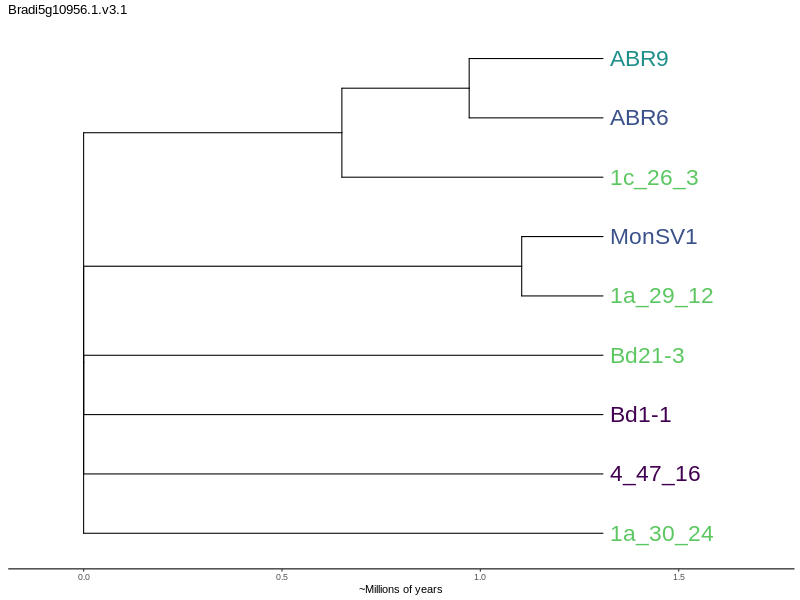 Bradi5g10956.1.v3.1
ABR9
ABR6
1c_26_3
MonSV1
1a_29_12
Bd21-3
Bd1-1
4_47_16
1a_30_24
0.0 0.5 1.0 1.5
~Millions of years